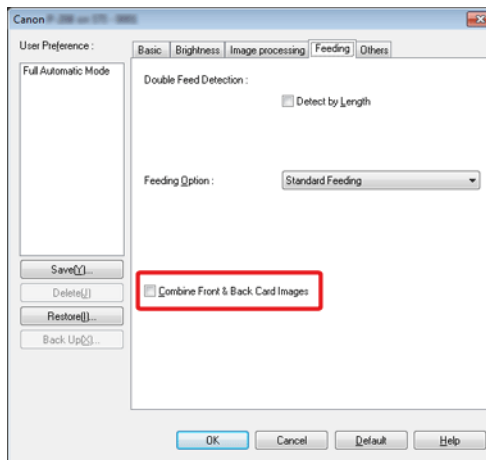 Canon
User Preference :
Full Automatic Mode
Save(Y)...
Delete(J)
Restore(I)...
Back Up(X)...
Basic Brightness Image processing Feeding Others
Double Feed Detection :
Detect by Length
Feeding Option : Standard Feeding
Combine Front & Back Card Images
OK Cancel Default Help